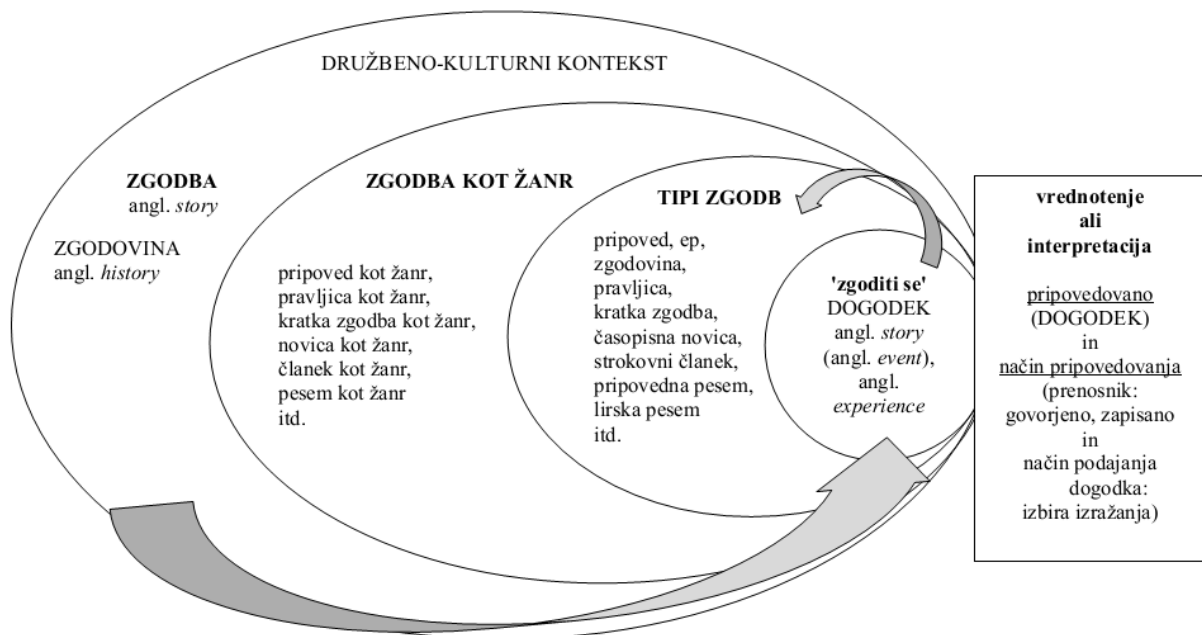 DRUŽBENO-KULTURNI KONTEKST
ZGODBA
angl. story
ZGODOVINA
angl. history
ZGODBA KOT ŽANR
pripoved kot žanr,
pravljica kot žanr,
kratka zgodba kot žanr,
novica kot žanr,
članek kot žanr,
pesem kot žanr
itd.
TIPI ZGODB
pripoved, ep,
zgodovina,
pravljica,
kratka zgodba,
časopisna novica,
strokovni članek,
pripovedna pesem,
lirska pesem
itd.
'zgoditi se'
DOGODEK
angl. story
(angl. event),
angl.
experience
vrednotenje
ali
interpretacija
pripovedovano
(DOGODEK)
in
način pripovedovanja
(prenosnik:
govorjeno, zapisano
in
način podajanja
dogodka:
izbira izražanja)